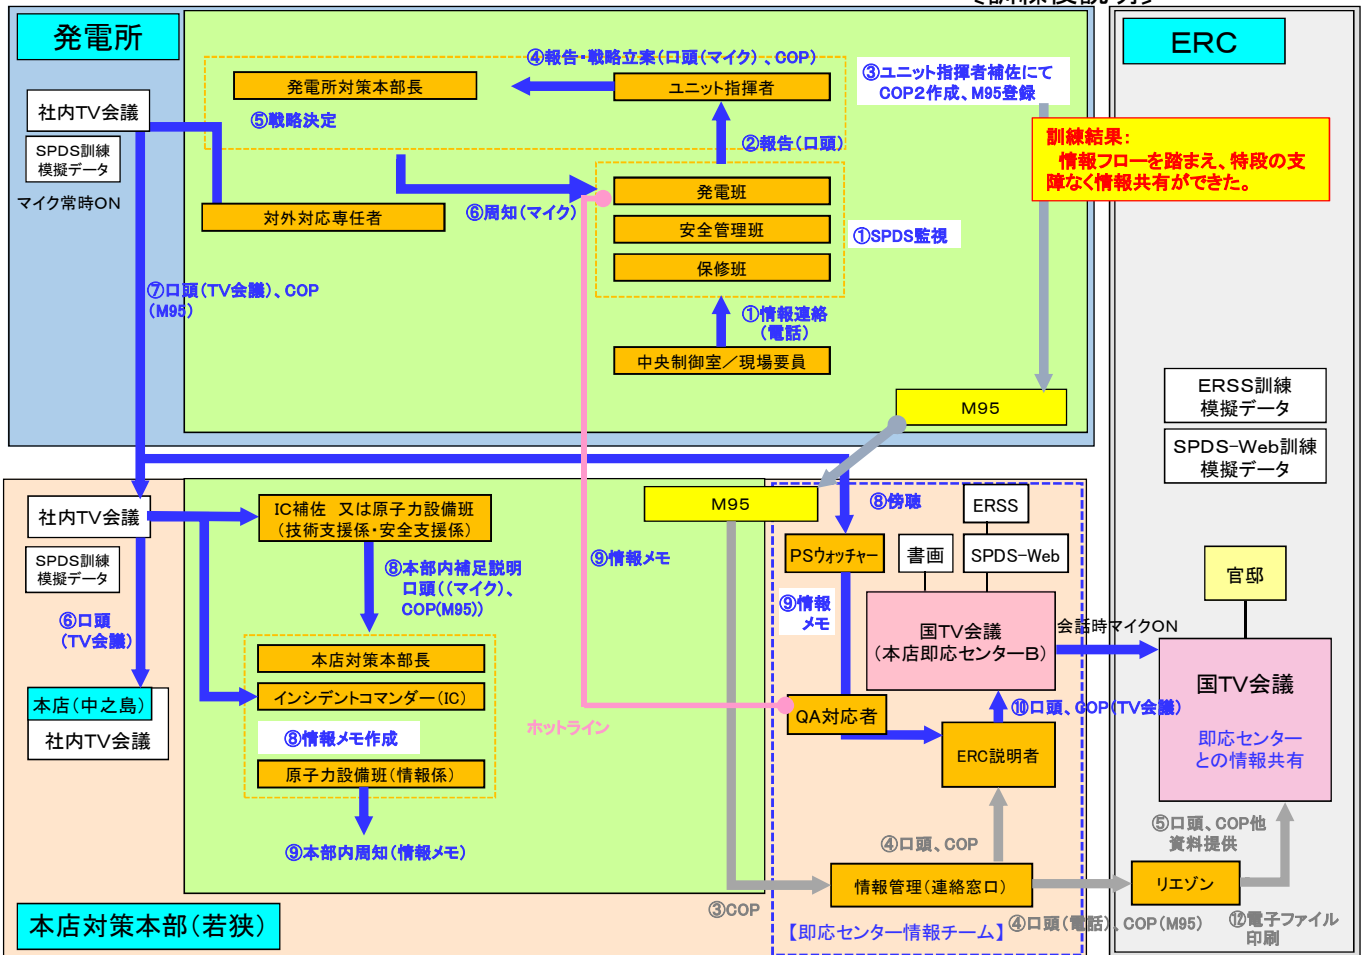 発電所
ERC
④報告・戦略立案(口頭(マイク)、COP)
発電所対策本部長
ユニット指揮者
③ユニット指揮者補佐にて
COP2作成、M95登録
社内TV会議
⑤戦略決定
SPDS訓練
模擬データ
②報告(口頭)
訓練結果:
情報フローを踏まえ、特段の支
障なく情報共有ができた。
マイク常時ON
対外対応専任者
⑥周知(マイク)
発電班
安全管理班
保修班
①SPDS監視
⑦口頭(TV会議)、COP
(M95)
①情報連絡
(電話)
中央制御室/現場要員
M95
ERSS訓練
模擬データ
SPDS-Web訓練
模擬データ
社内TV会議
IC補佐 又は原子力設備班
(技術支援係・安全支援係)
M95
⑧傍聴
ERSS
SPDS訓練
模擬データ
⑧本部内補足説明
口頭((マイク)、
COP(M95))
⑨情報メモ
PSウォッチャー
書画
SPDS-Web
官邸
⑥口頭
(TV会議)
⑨情報
メモ
国TV会議
(本店即応センターB)
会話時マイクON
本店対策本部長
インシデントコマンダー(IC)
本店(中之島)
社内TV会議
ホットライン
QA対応者
⑩口頭、COP(TV会議)
国TV会議
即応センター
との情報共有
⑧情報メモ作成
原子力設備班(情報係)
ERC説明者
⑨本部内周知(情報メモ)
④口頭、COP
⑤口頭、COP他
資料提供
情報管理(連絡窓口)
リエゾン
③COP
本店対策本部(若狭)
【即応センター情報チーム】
④口頭(電話)、COP(M95)
⑫電子ファイル
印刷